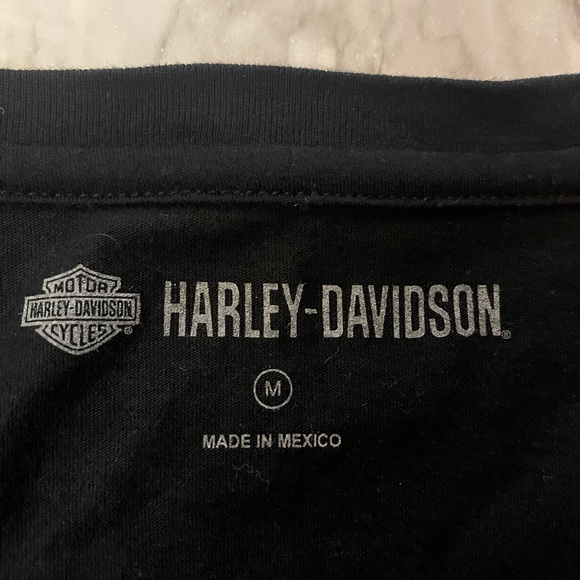 MOTOR
HARLEY-DAVIDSON
CYCLES®
HARLEY-DAVIDSON®
M
MADE IN MEXICO